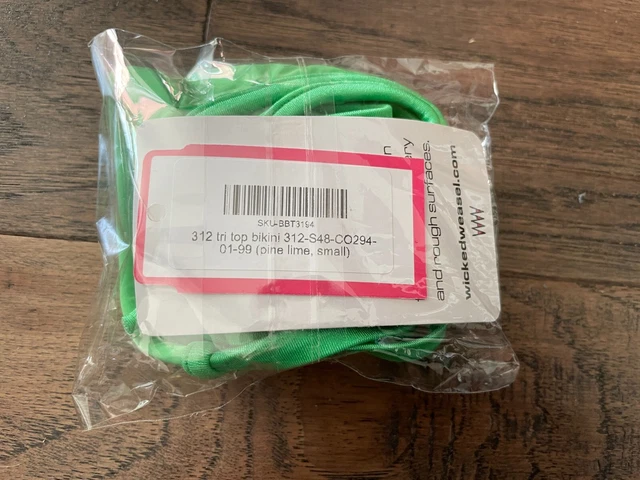 SKU-BBT3194
312 tri top bikini 312-S48-CO294-
01-99 (pine lime, small)
ery
and rough surfaces.
wickedweasel.com